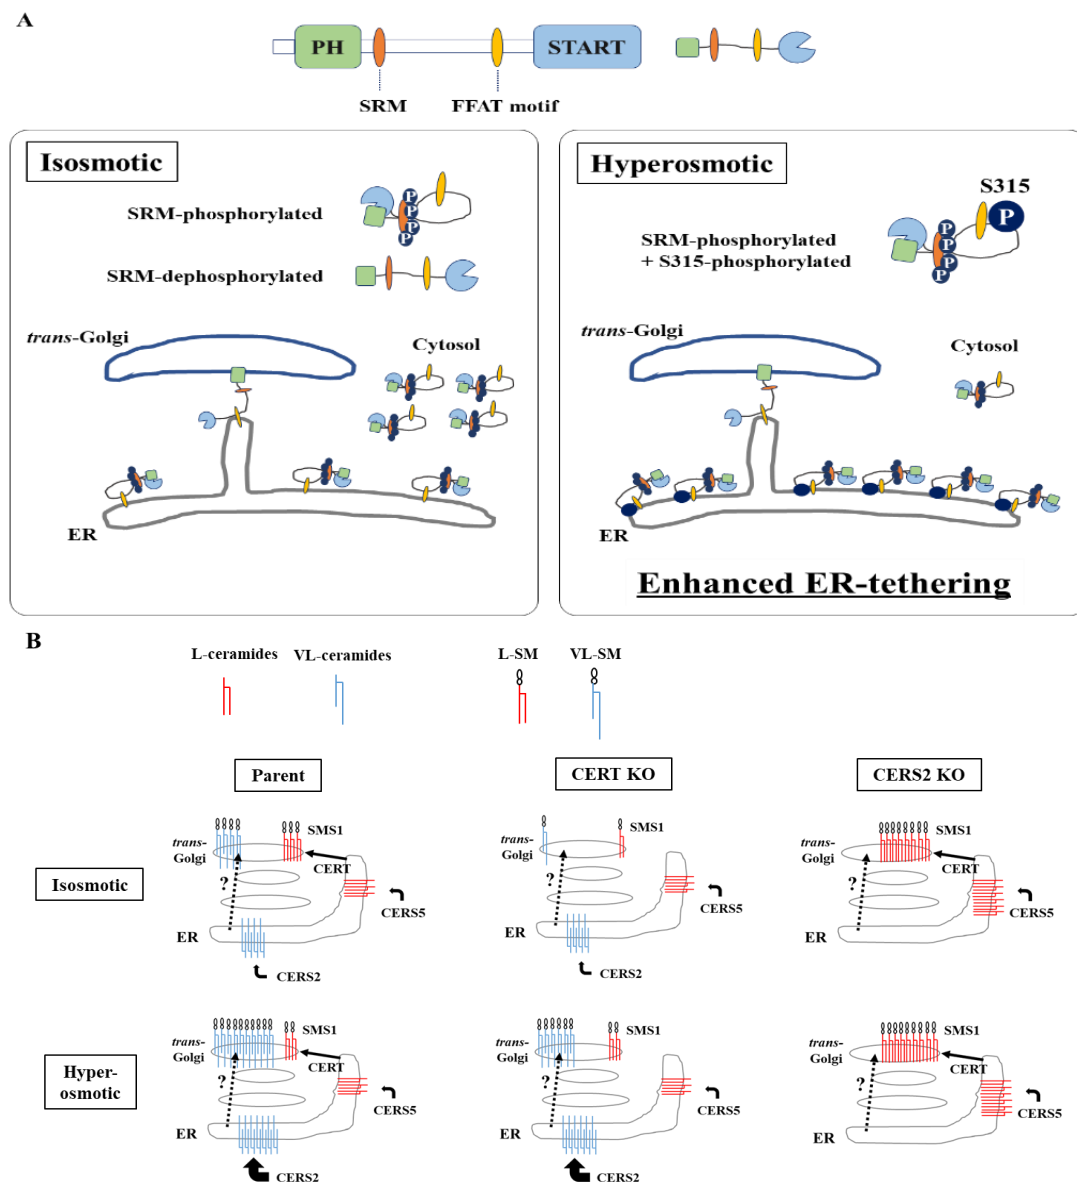 A
PH
START
SRM
FFAT motif
Isosmotic
SRM-phosphorylated
P
P
P
P
SRM-dephosphorylated
trans-Golgi
Cytosol
ER
Hyperosmotic
S315
P
SRM-phosphorylated
+ S315-phosphorylated
P
P
P
P
trans-Golgi
Cytosol
ER
Enhanced ER-tethering
B
L-ceramides
VL-ceramides
L-SM
VL-SM
Parent
CERT KO
CERS2 KO
Isosmotic
trans-
Golgi
SMS1
CERT
?
CERS5
ER
CERS2
trans-
Golgi
SMS1
?
CERS5
ER
CERS2
trans-
Golgi
SMS1
CERT
?
CERS5
ER
Hyper-
osmotic
trans-
Golgi
SMS1
CERT
?
CERS5
ER
CERS2
trans-
Golgi
SMS1
?
CERS5
ER
CERS2
trans-
Golgi
SMS1
CERT
?
CERS5
ER